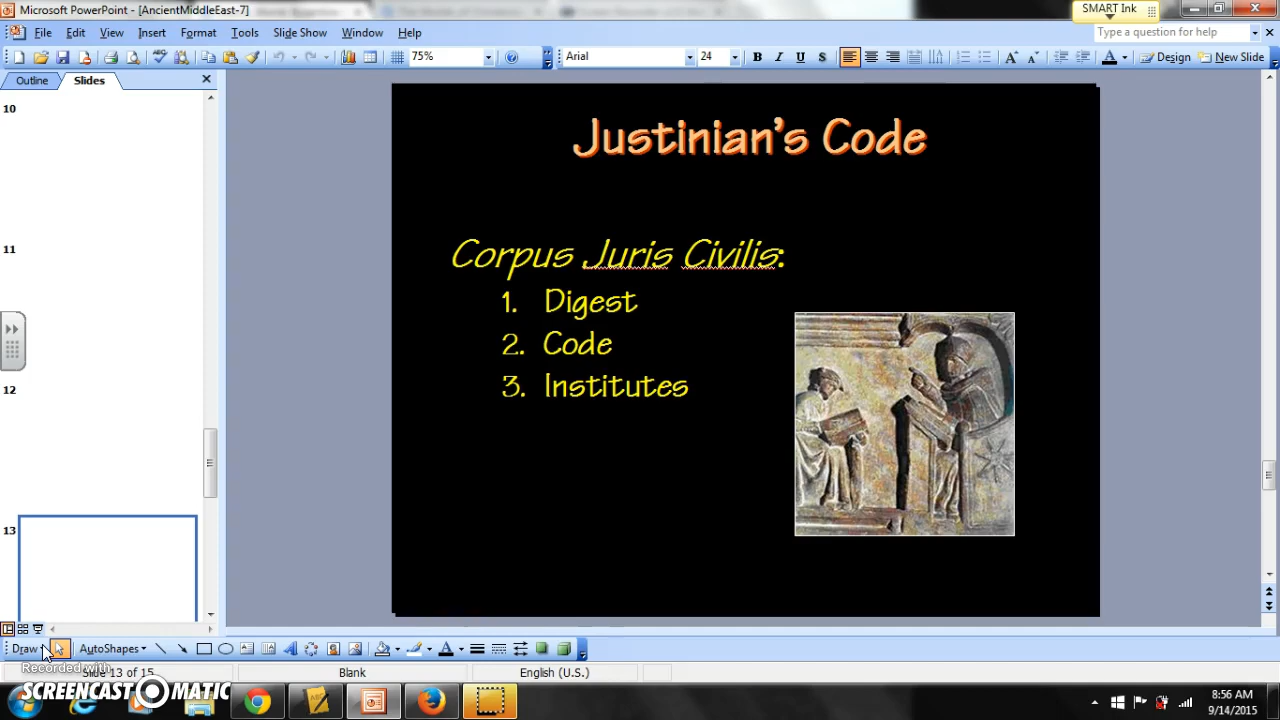 Microsoft PowerPoint - [AncientMiddleEast-7]
SMART Ink
File Edit View Insert Format Tools Slide Show Window Help
Type a question for help
75%
Arial
24
B I U S
Design
New Slide
Outline Slides
10
11
12
13
Justinian's Code
Corpus Juris Civilis:
1. Digest
2. Code
3. Institutes
Draw
AutoShapes
Recorded with
SCREENCAST-O-MATIC
Slide 13 of 15
Blank
English (U.S.)
8:56 AM
9/14/2015